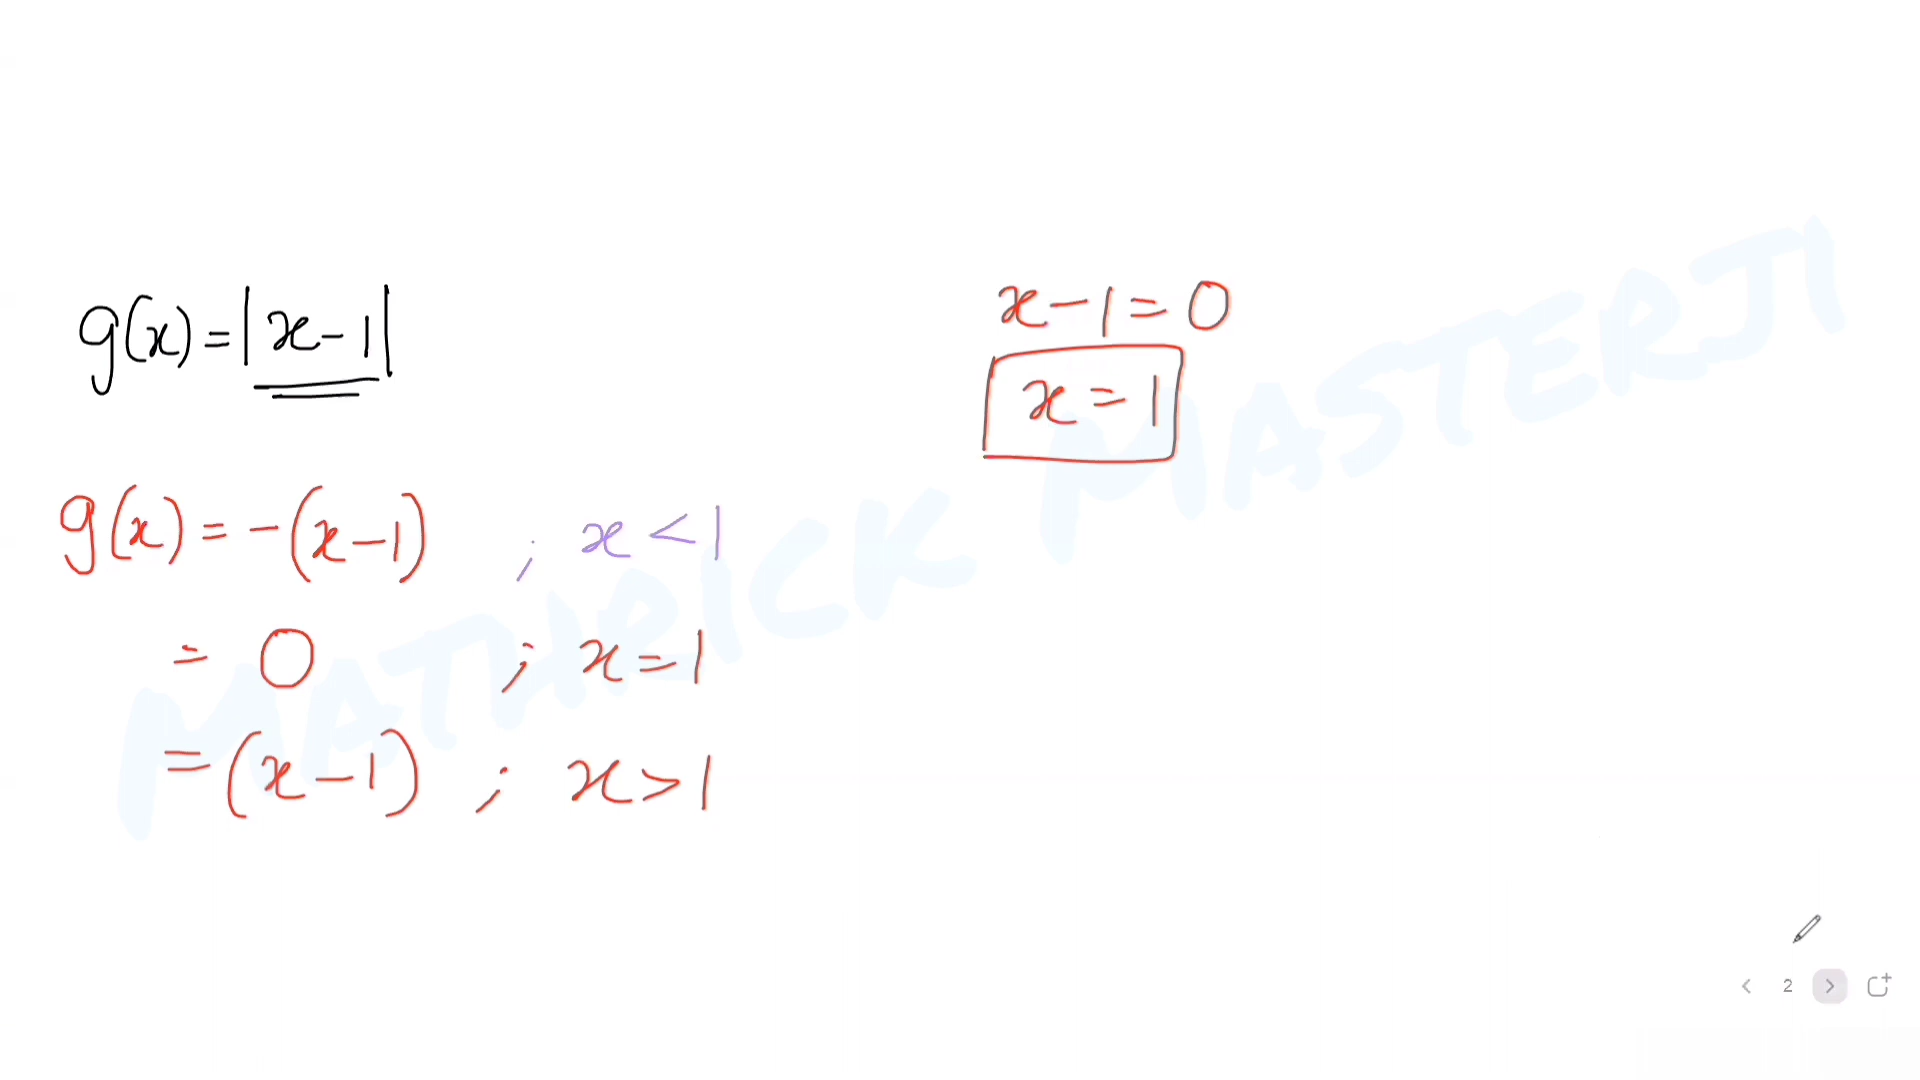 g(x)=|x-1|
x-1=0
x=1
g(x)=-(x-1) ; x<1
=0 ; x=1
=(x-1) ; x>1
MATHRICK MASTERJI
2